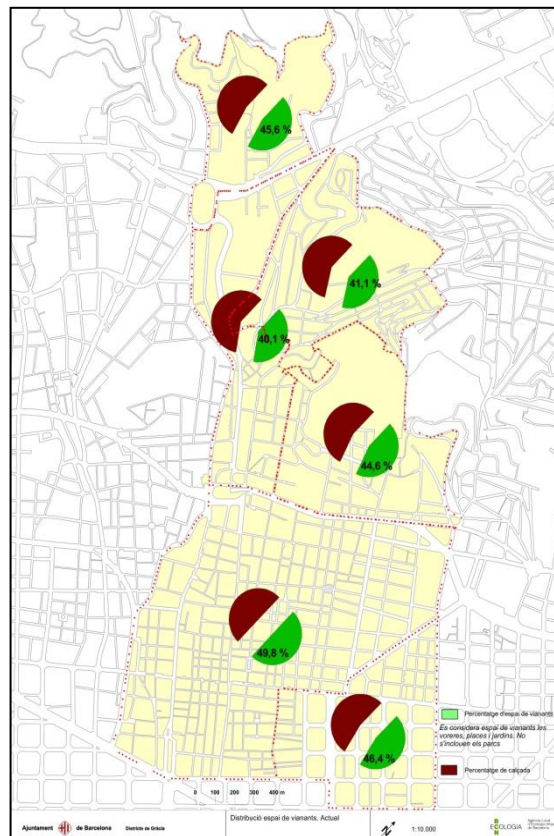 45,6 %
41,1 %
40,1 %
44,6 %
49,8 %
46,4 %
Percentatge d'espai de vianants
Es considera espai de vianants les
voreres, places i jardins. No
s'inclouen els parcs
Percentatge de calçada
0 100 200 300 400 m
Ajuntament de Barcelona
Districte de Gràcia
Distribució espai de vianants. Actual
1:10.000
ECOLOGIA